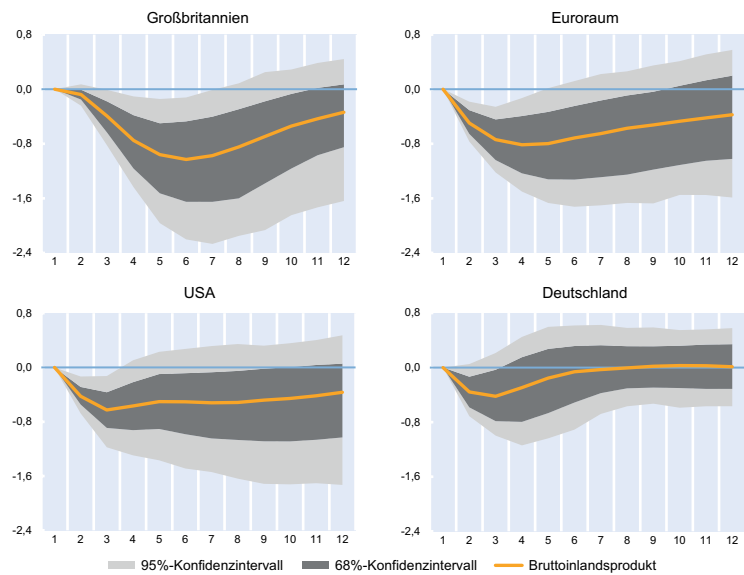 Großbritannien
0,8
0,0
-0,8
-1,6
-2,4
1 2 3 4 5 6 7 8 9 10 11 12
Euroraum
0,8
0,0
-0,8
-1,6
-2,4
1 2 3 4 5 6 7 8 9 10 11 12
USA
0,8
0,0
-0,8
-1,6
-2,4
1 2 3 4 5 6 7 8 9 10 11 12
Deutschland
0,8
0,0
-0,8
-1,6
-2,4
1 2 3 4 5 6 7 8 9 10 11 12
95%-Konfidenzintervall 68%-Konfidenzintervall Bruttoinlandsprodukt